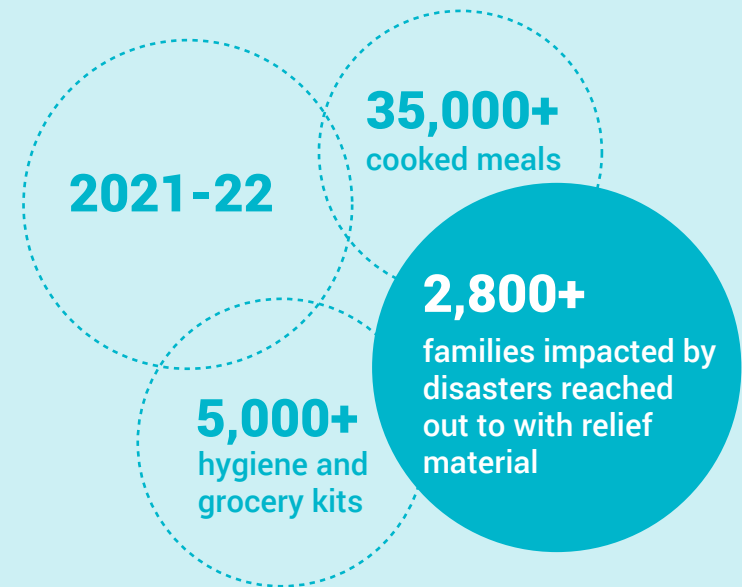 2021-22
35,000+
cooked meals
2,800+
families impacted by
disasters reached
out to with relief
material
5,000+
hygiene and
grocery kits